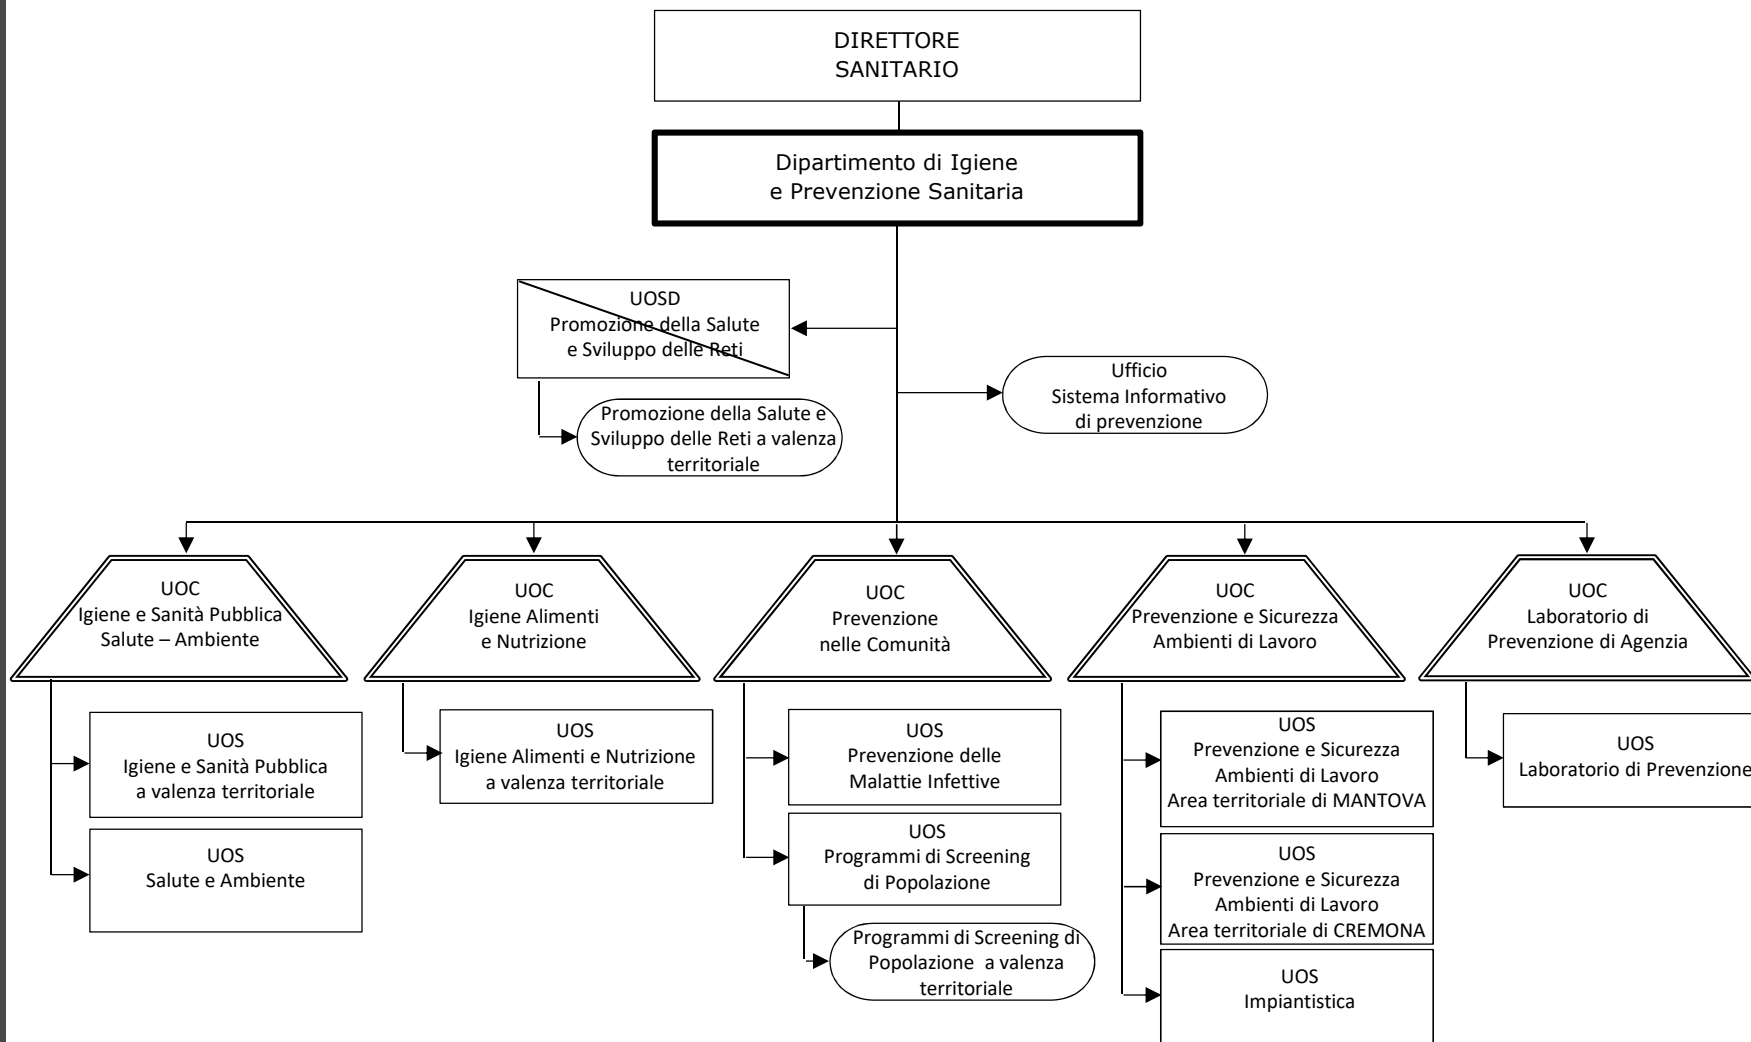 DIRETTORE
SANITARIO
Dipartimento di Igiene
e Prevenzione Sanitaria
UOSD
Promozione della Salute
e Sviluppo delle Reti
Promozione della Salute e
Sviluppo delle Reti a valenza
territoriale
Ufficio
Sistema Informativo
di prevenzione
UOC
Igiene e Sanità Pubblica
Salute – Ambiente
UOS
Igiene e Sanità Pubblica
a valenza territoriale
UOS
Salute e Ambiente
UOC
Igiene Alimenti
e Nutrizione
UOS
Igiene Alimenti e Nutrizione
a valenza territoriale
UOC
Prevenzione
nelle Comunità
UOS
Prevenzione delle
Malattie Infettive
UOS
Programmi di Screening
di Popolazione
Programmi di Screening di
Popolazione a valenza
territoriale
UOC
Prevenzione e Sicurezza
Ambienti di Lavoro
UOS
Prevenzione e Sicurezza
Ambienti di Lavoro
Area territoriale di MANTOVA
UOS
Prevenzione e Sicurezza
Ambienti di Lavoro
Area territoriale di CREMONA
UOS
Impiantistica
UOC
Laboratorio di
Prevenzione di Agenzia
UOS
Laboratorio di Prevenzione